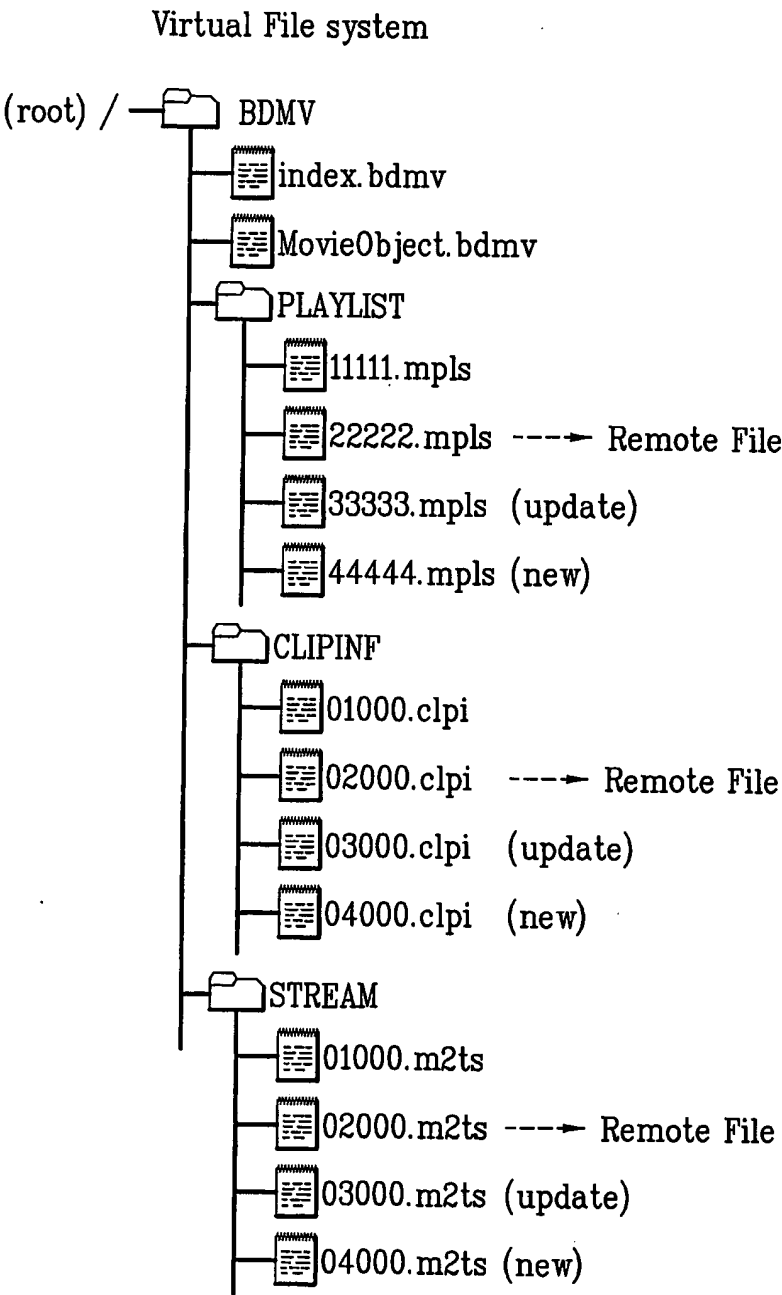 Virtual File system
(root) / BDMV
index.bdmv
MovieObject.bdmv
PLAYLIST
11111.mpls
22222.mpls Remote File
33333.mpls (update)
44444.mpls (new)
CLIPINF
01000.clpi
02000.clpi Remote File
03000.clpi (update)
04000.clpi (new)
STREAM
01000.m2ts
02000.m2ts Remote File
03000.m2ts (update)
04000.m2ts (new)